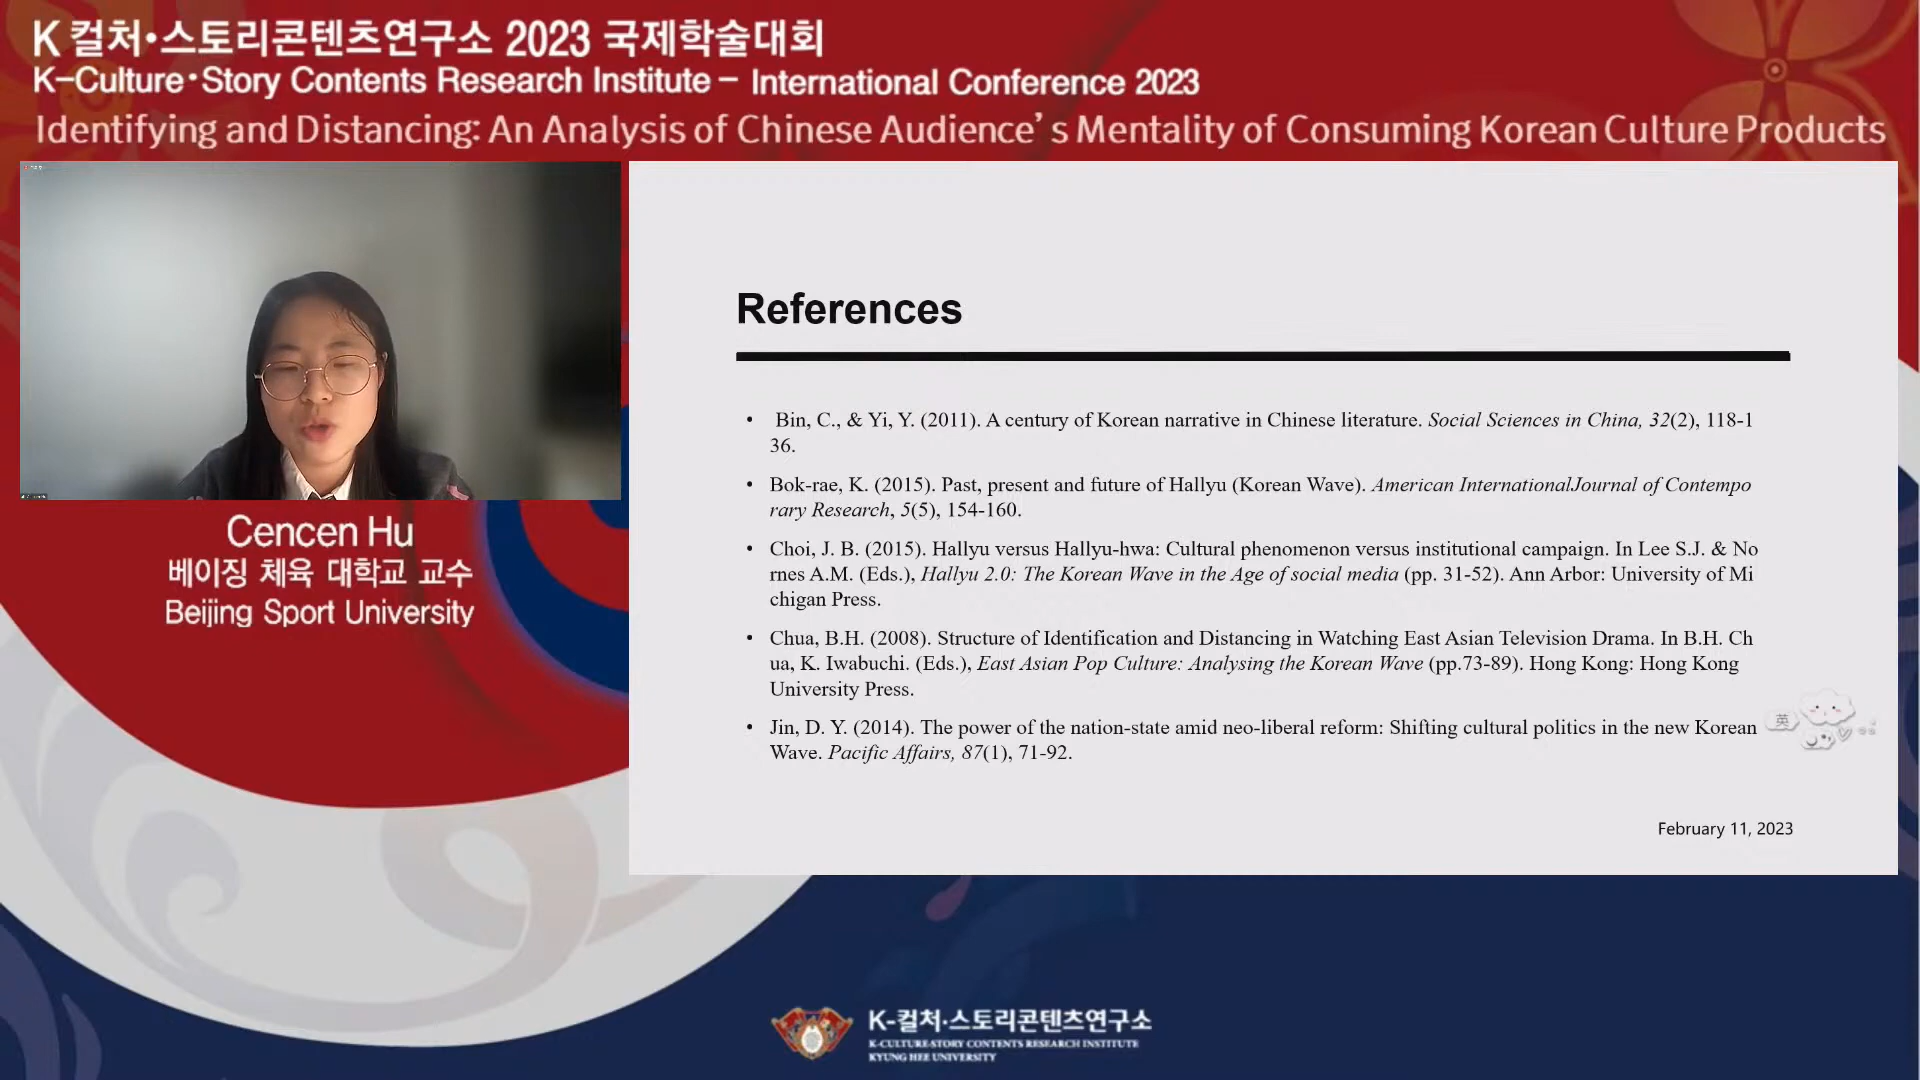 K 컬처·스토리콘텐츠연구소 2023 국제학술대회
K-Culture·Story Contents Research Institute - International Conference 2023
Identifying and Distancing: An Analysis of Chinese Audience's Mentality of Consuming Korean Culture Products
Cencen Hu
베이징 체육 대학교 교수
Beijing Sport University
References
• Bin, C., & Yi, Y. (2011). A century of Korean narrative in Chinese literature. Social Sciences in China, 32(2), 118-1
36.
• Bok-rae, K. (2015). Past, present and future of Hallyu (Korean Wave). American InternationalJournal of Contempo
rary Research, 5(5), 154-160.
• Choi, J. B. (2015). Hallyu versus Hallyu-hwa: Cultural phenomenon versus institutional campaign. In Lee S.J. & No
rnes A.M. (Eds.), Hallyu 2.0: The Korean Wave in the Age of social media (pp. 31-52). Ann Arbor: University of Mi
chigan Press.
• Chua, B.H. (2008). Structure of Identification and Distancing in Watching East Asian Television Drama. In B.H. Ch
ua, K. Iwabuchi. (Eds.), East Asian Pop Culture: Analysing the Korean Wave (pp.73-89). Hong Kong: Hong Kong
University Press.
• Jin, D. Y. (2014). The power of the nation-state amid neo-liberal reform: Shifting cultural politics in the new Korean
Wave. Pacific Affairs, 87(1), 71-92.
英
February 11, 2023
K-컬처·스토리콘텐츠연구소
K-CULTURE·STORY CONTENTS RESEARCH INSTITUTE
KYUNG HEE UNIVERSITY